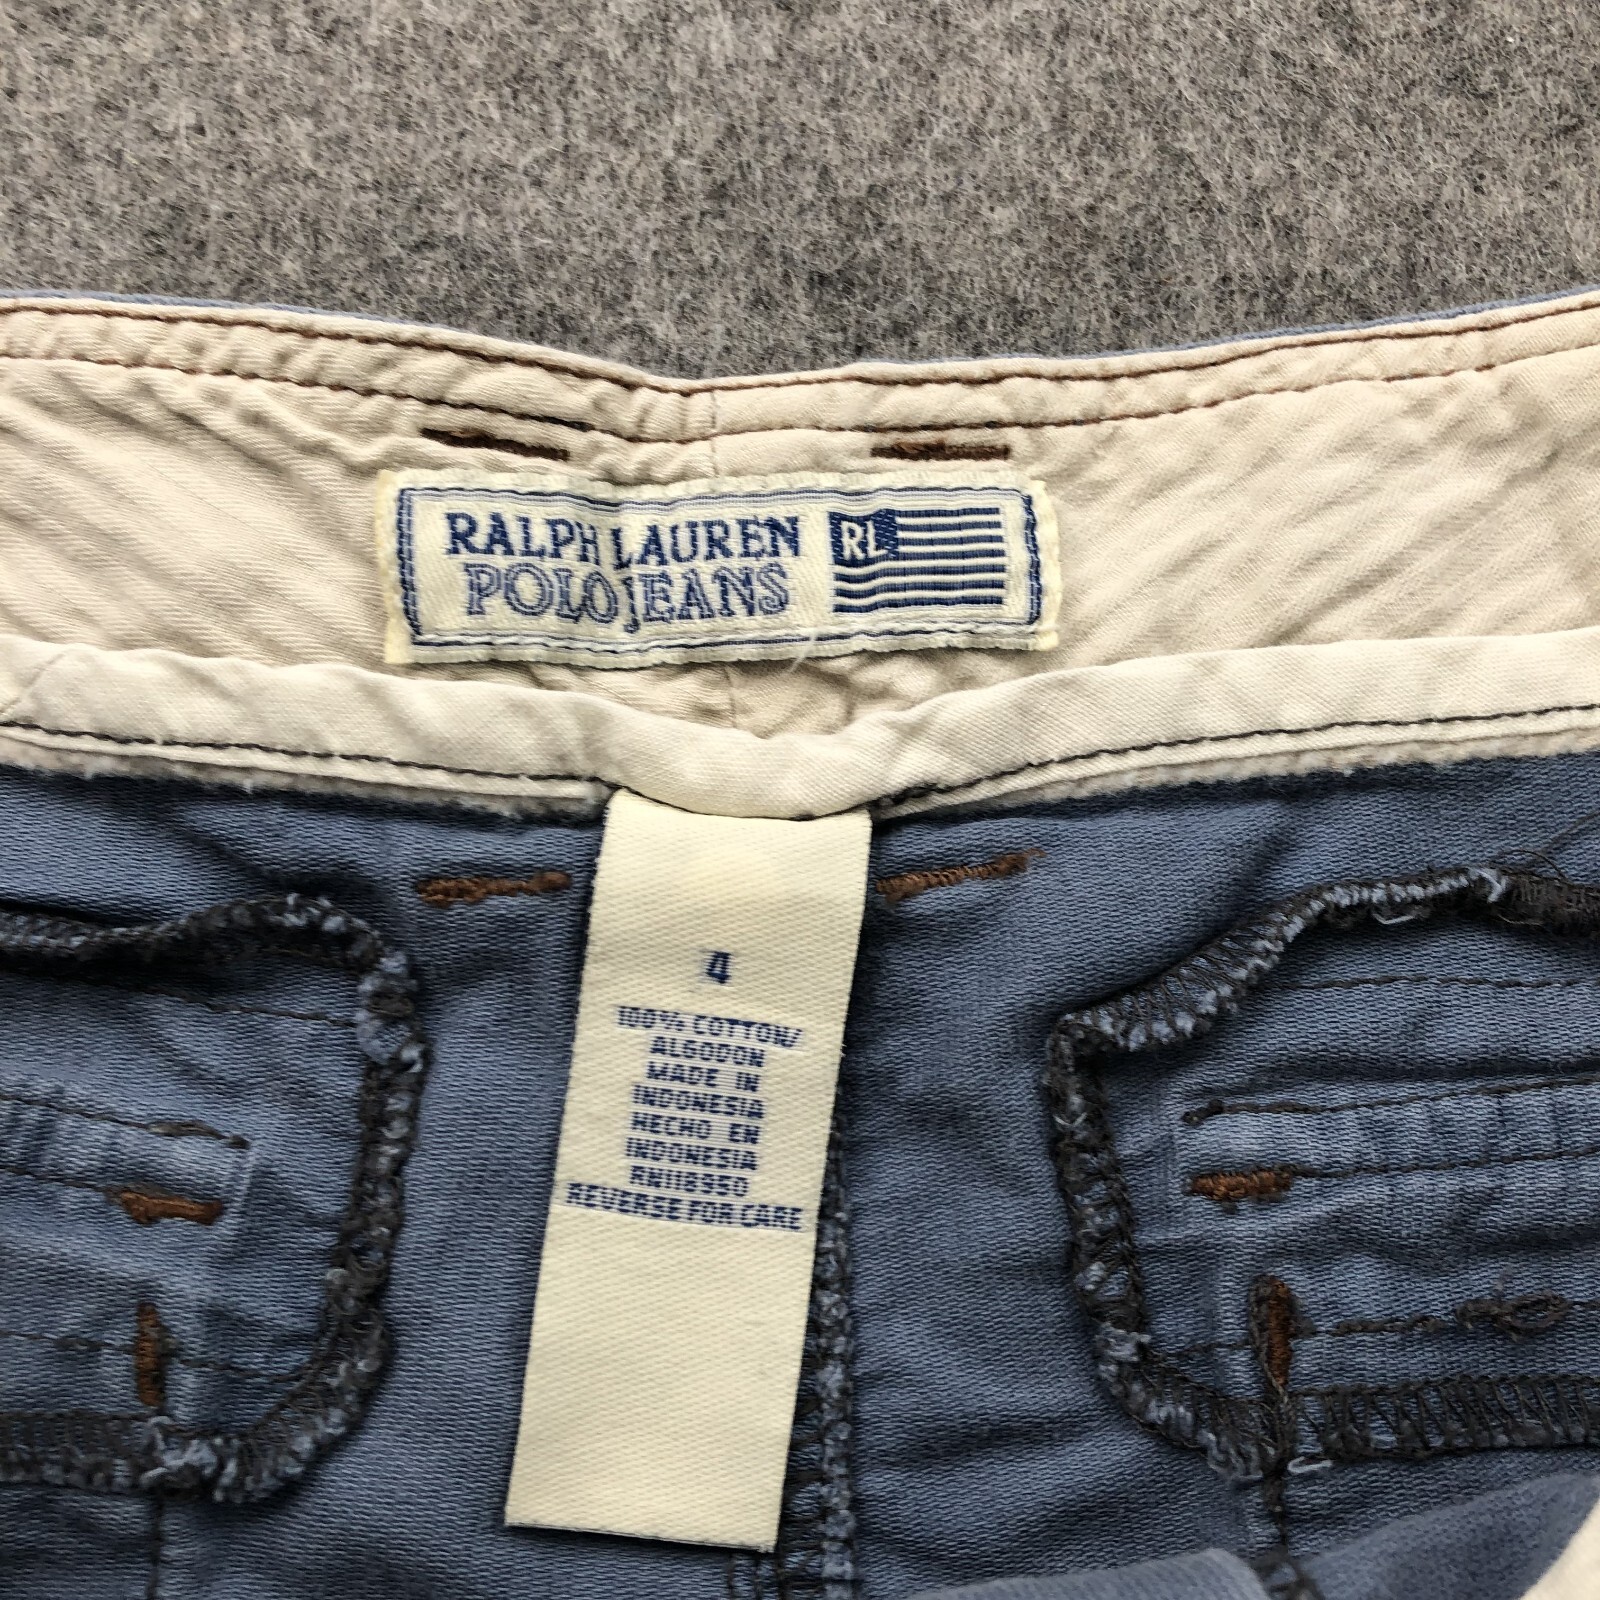 RALPH LAUREN
POLO JEANS
RL
4
100% COTTON/
ALGODON
MADE IN
INDONESIA
HECHO EN
INDONESIA
RN118950
REVERSE FOR CARE